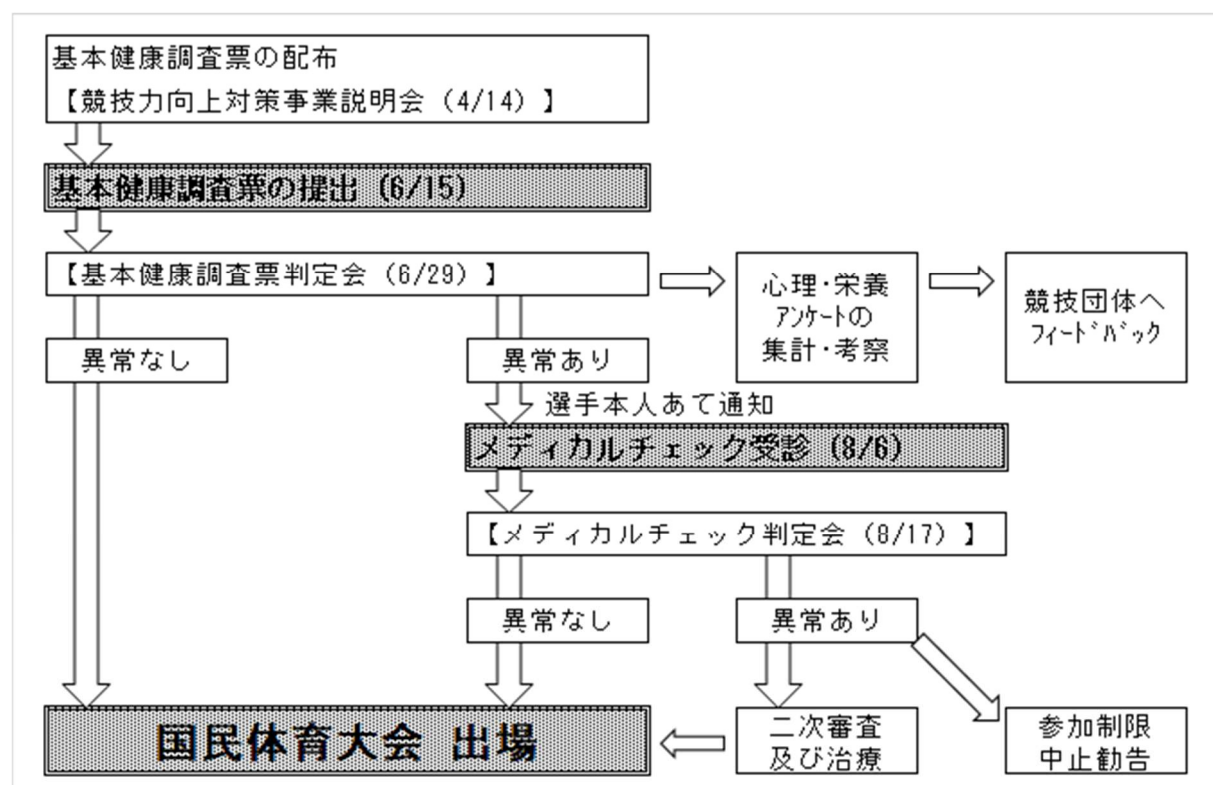 基本健康調査票の配布
【競技力向上対策事業説明会（4/14）】
基本健康調査票の提出（6/15）
【基本健康調査票判定会（6/29）】
心理・栄養
ｱﾝｹｰﾄの
集計・考察
競技団体へ
ﾌｨｰﾄﾞﾊﾞｯｸ
異常なし
異常あり
選手本人あて通知
メディカルチェック受診（8/6）
【メディカルチェック判定会（8/17）】
異常なし
異常あり
国民体育大会 出場
二次審査
及び治療
参加制限
中止勧告